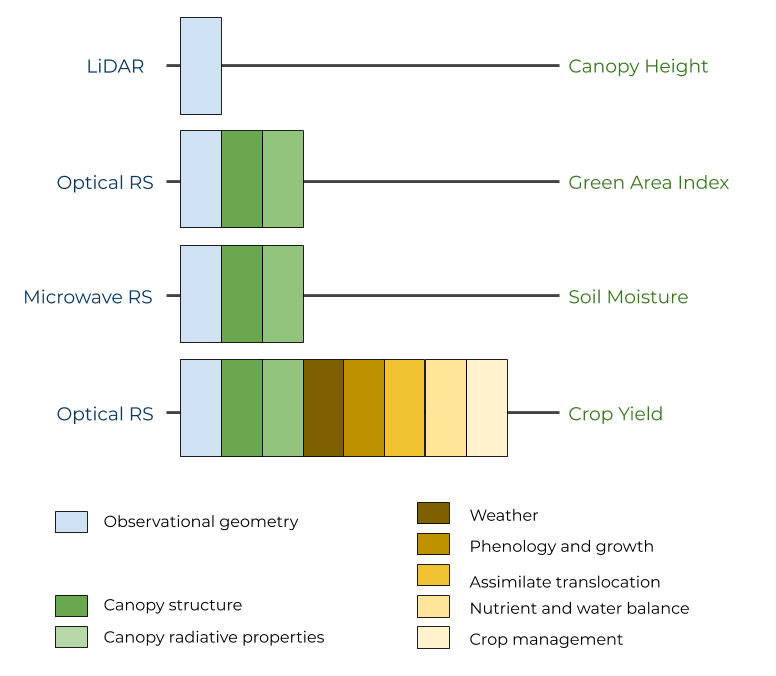 LiDAR
Canopy Height
Optical RS
Green Area Index
Microwave RS
Soil Moisture
Optical RS
Crop Yield
Observational geometry
Canopy structure
Canopy radiative properties
Weather
Phenology and growth
Assimilate translocation
Nutrient and water balance
Crop management